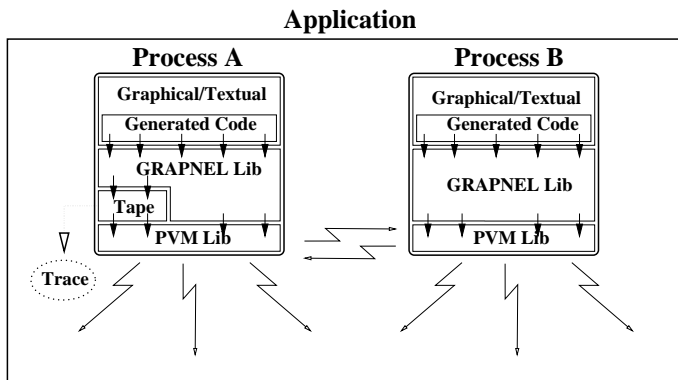 Application
Process A
Process B
Graphical/Textual
Generated Code
GRAPNEL Lib
Tape
PVM Lib
Graphical/Textual
Generated Code
GRAPNEL Lib
PVM Lib
Trace